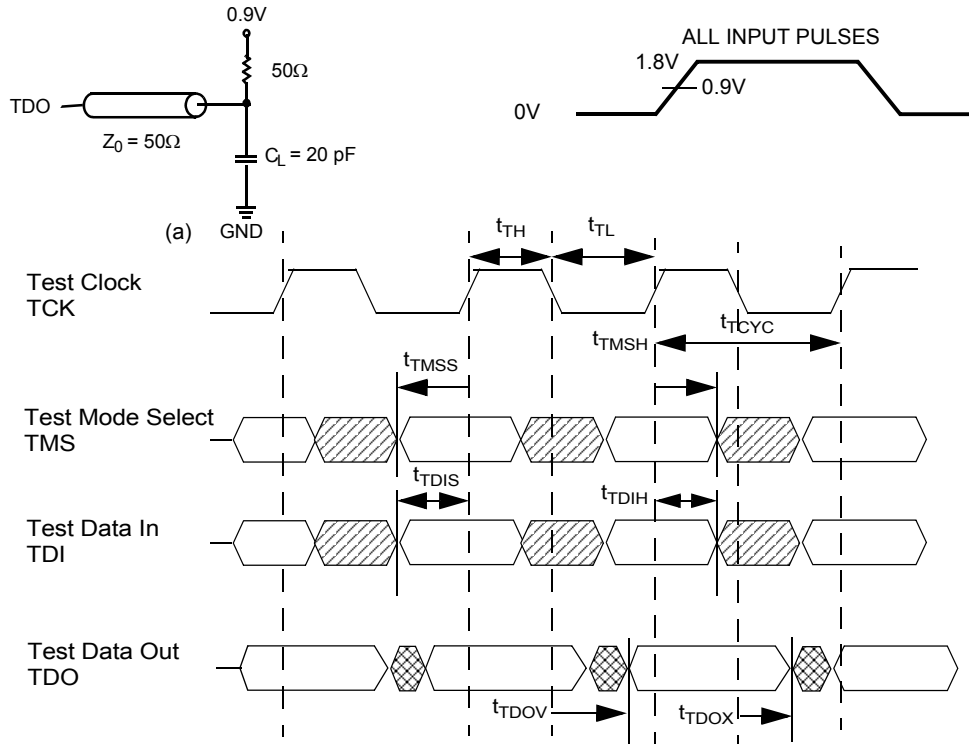 0.9V
ALL INPUT PULSES
50Ω
1.8V
0.9V
TDO
0V
Z0 = 50Ω
CL = 20 pF
(a)
GND
tTH
tTL
Test Clock
TCK
tTCYC
tTMSH
tTMSS
Test Mode Select
TMS
tTDIS
tTDIH
Test Data In
TDI
Test Data Out
TDO
tTDOV
tTDOX